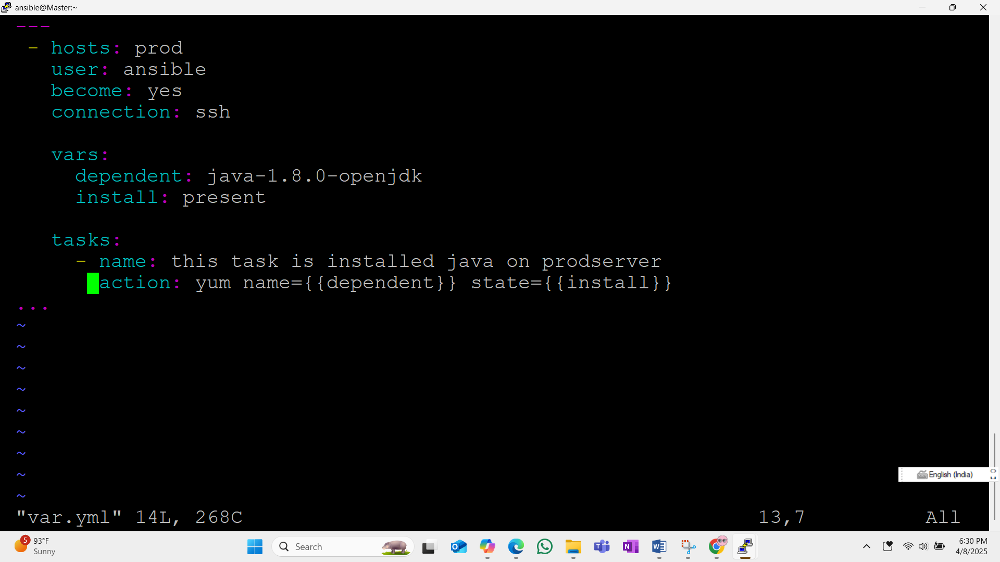 ansible@Master:~
---
 - hosts: prod
   user: ansible
   become: yes
   connection: ssh

   vars:
     dependent: java-1.8.0-openjdk
     install: present

   tasks:
     - name: this task is installed java on prodserver
       action: yum name={{dependent}} state={{install}}
...
~
~
~
~
~
~
~
~
~
English (India)
"var.yml" 14L, 268C 13,7 All
5
93°F
Sunny
Search
6:30 PM
4/8/2025